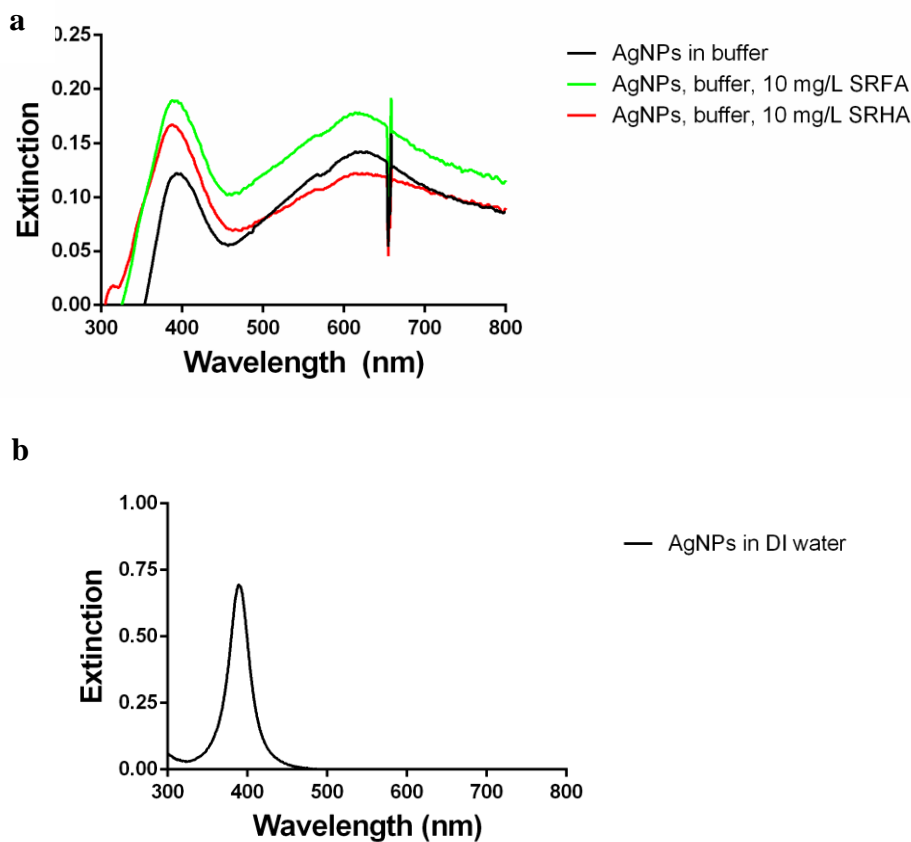 a
0.25
0.20
0.15
0.10
0.05
0.00
Extinction
300 400 500 600 700 800
Wavelength (nm)
AgNPs in buffer
AgNPs, buffer, 10 mg/L SRFA
AgNPs, buffer, 10 mg/L SRHA
b
1.00
0.75
0.50
0.25
0.00
Extinction
300 400 500 600 700 800
Wavelength (nm)
AgNPs in DI water